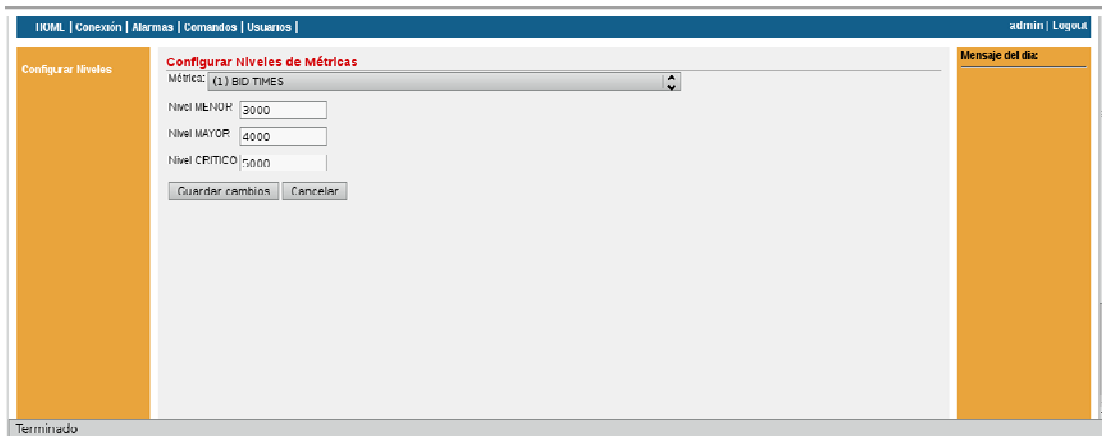 HOME | Conexión | Alarmas | Comandos | Usuarios |
admin | Logout
Configurar Niveles
Configurar Niveles de Métricas
Métrica: (1) BID TIMES
Nivel MENOR 3000
Nivel MAYOR 4000
Nivel CRITICO 5000
Guardar cambios Cancelar
Mensaje del dia:
Terminado